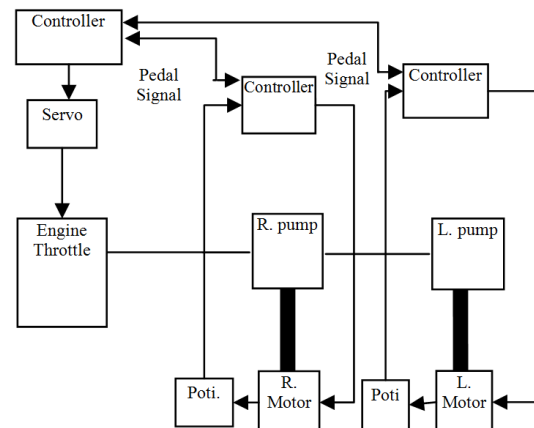 Controller
Pedal
Signal
Pedal
Signal
Controller
Controller
Servo
Engine
Throttle
R. pump
L. pump
Poti.
R.
Motor
Poti
L.
Motor